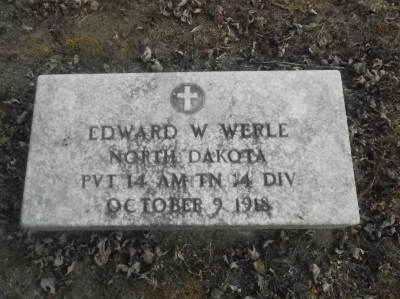 EDWARD W WERLE
NORTH DAKOTA
PVT 14 AM TN 14 DIV
OCTOBER 9 1918